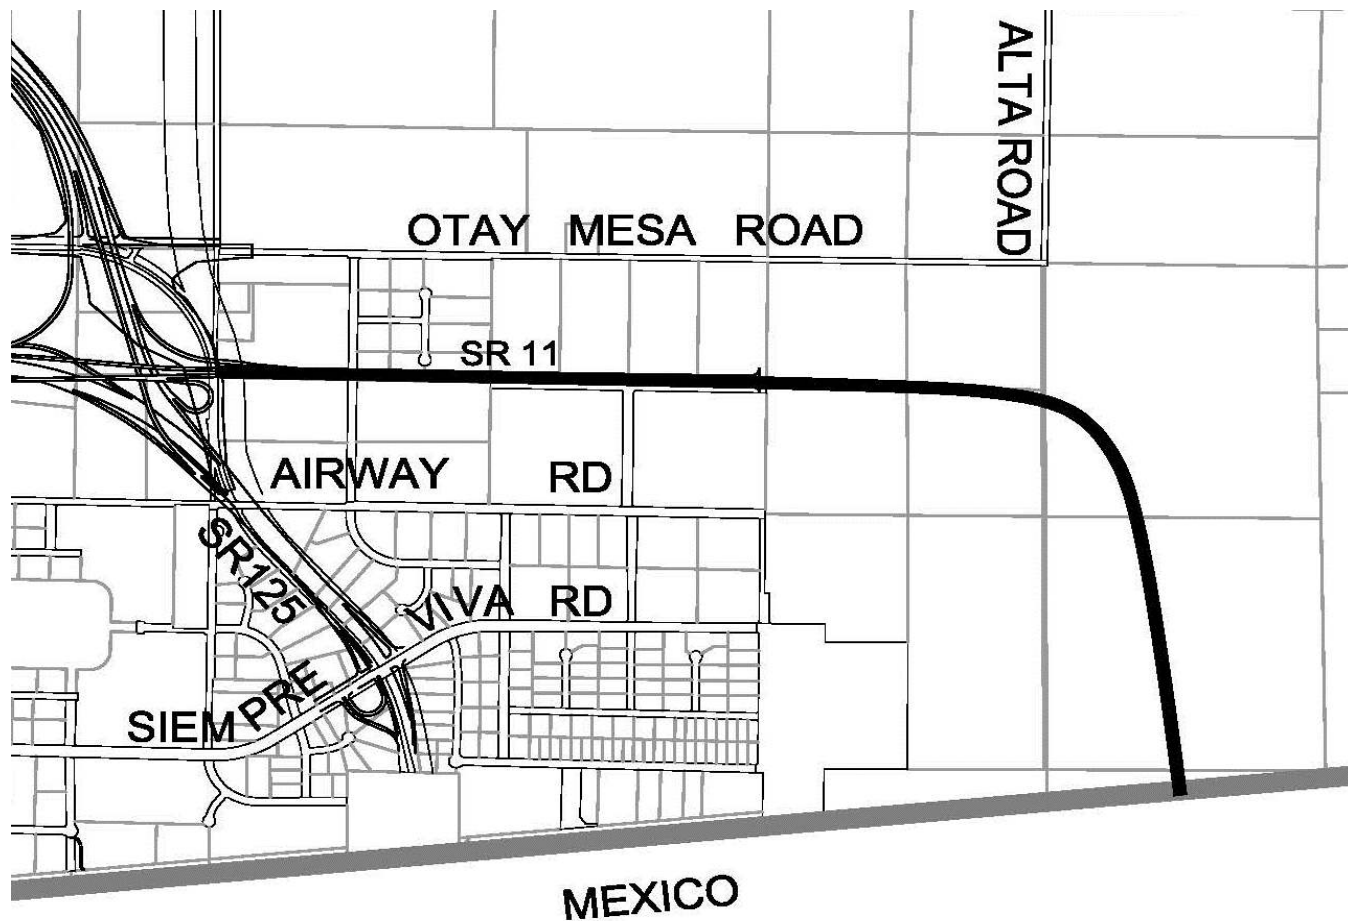 ALTA ROAD
OTAY MESA ROAD
SR 11
AIRWAY RD
SR125
SIEMPRE VIVA RD
MEXICO